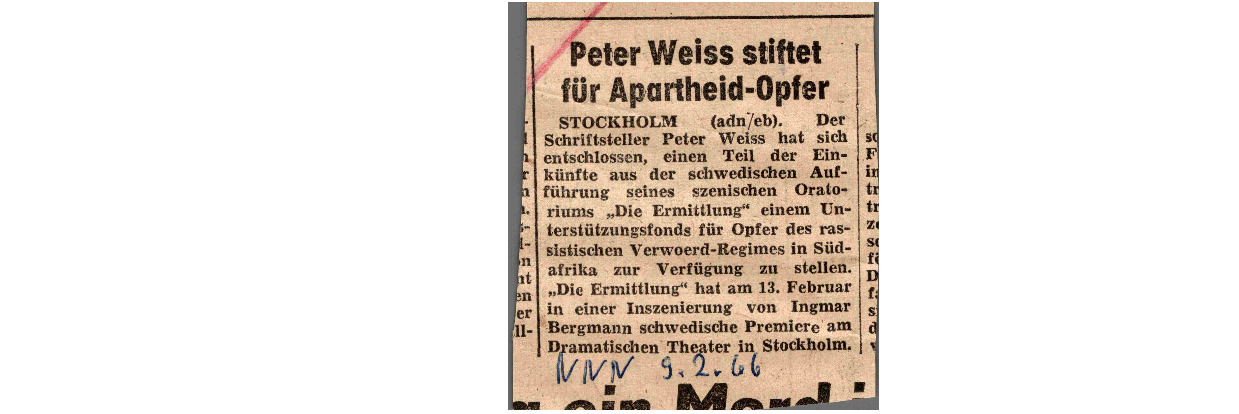 Peter Weiss stiftet
für Apartheid-Opfer
STOCKHOLM (adn/eb). Der
Schriftsteller Peter Weiss hat sich
entschlossen, einen Teil der Ein-
künfte aus der schwedischen Auf-
führung seines szenischen Orato-
riums „Die Ermittlung“ einem Un-
terstützungsfonds für Opfer des ras-
sistischen Verwoerd-Regimes in Süd-
afrika zur Verfügung zu stellen.
„Die Ermittlung“ hat am 13. Februar
in einer Inszenierung von Ingmar
Bergmann schwedische Premiere am
Dramatischen Theater in Stockholm.
NNN 9.2.66
ein Mord